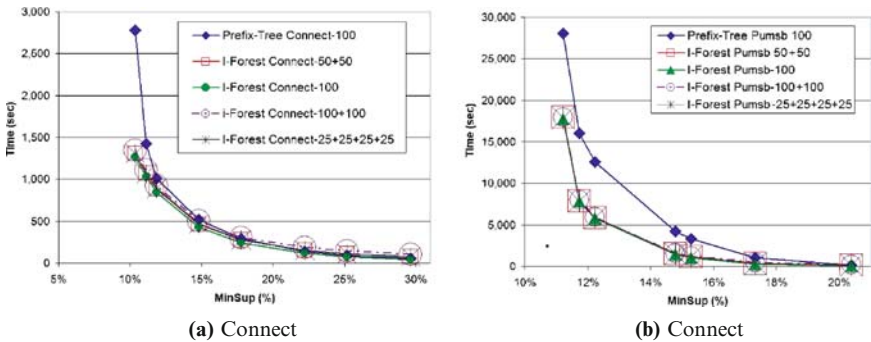 3,000
2,500
2,000
1,500
1,000
500
0
Time (sec)
5%
10%
15%
20%
25%
30%
MinSup (%)
Prefix-Tree Connect-100
I-Forest Connect-50+50
I-Forest Connect-100
i-Forest Connect-100+100
I-Forest Connect-25+25+25+25
(a) Connect
30,000
25,000
20,000
15,000
10,000
5,000
0
Time (sec)
10%
12%
14%
16%
18%
20%
MinSup (%)
Prefix-Tree Pumsb 100
I-Forest Pumsb 50+50
I-Forest Pumsb-100
I-Forest Pumsb-100+100
I-Forest Pumsb-25+25+25+25
(b) Connect